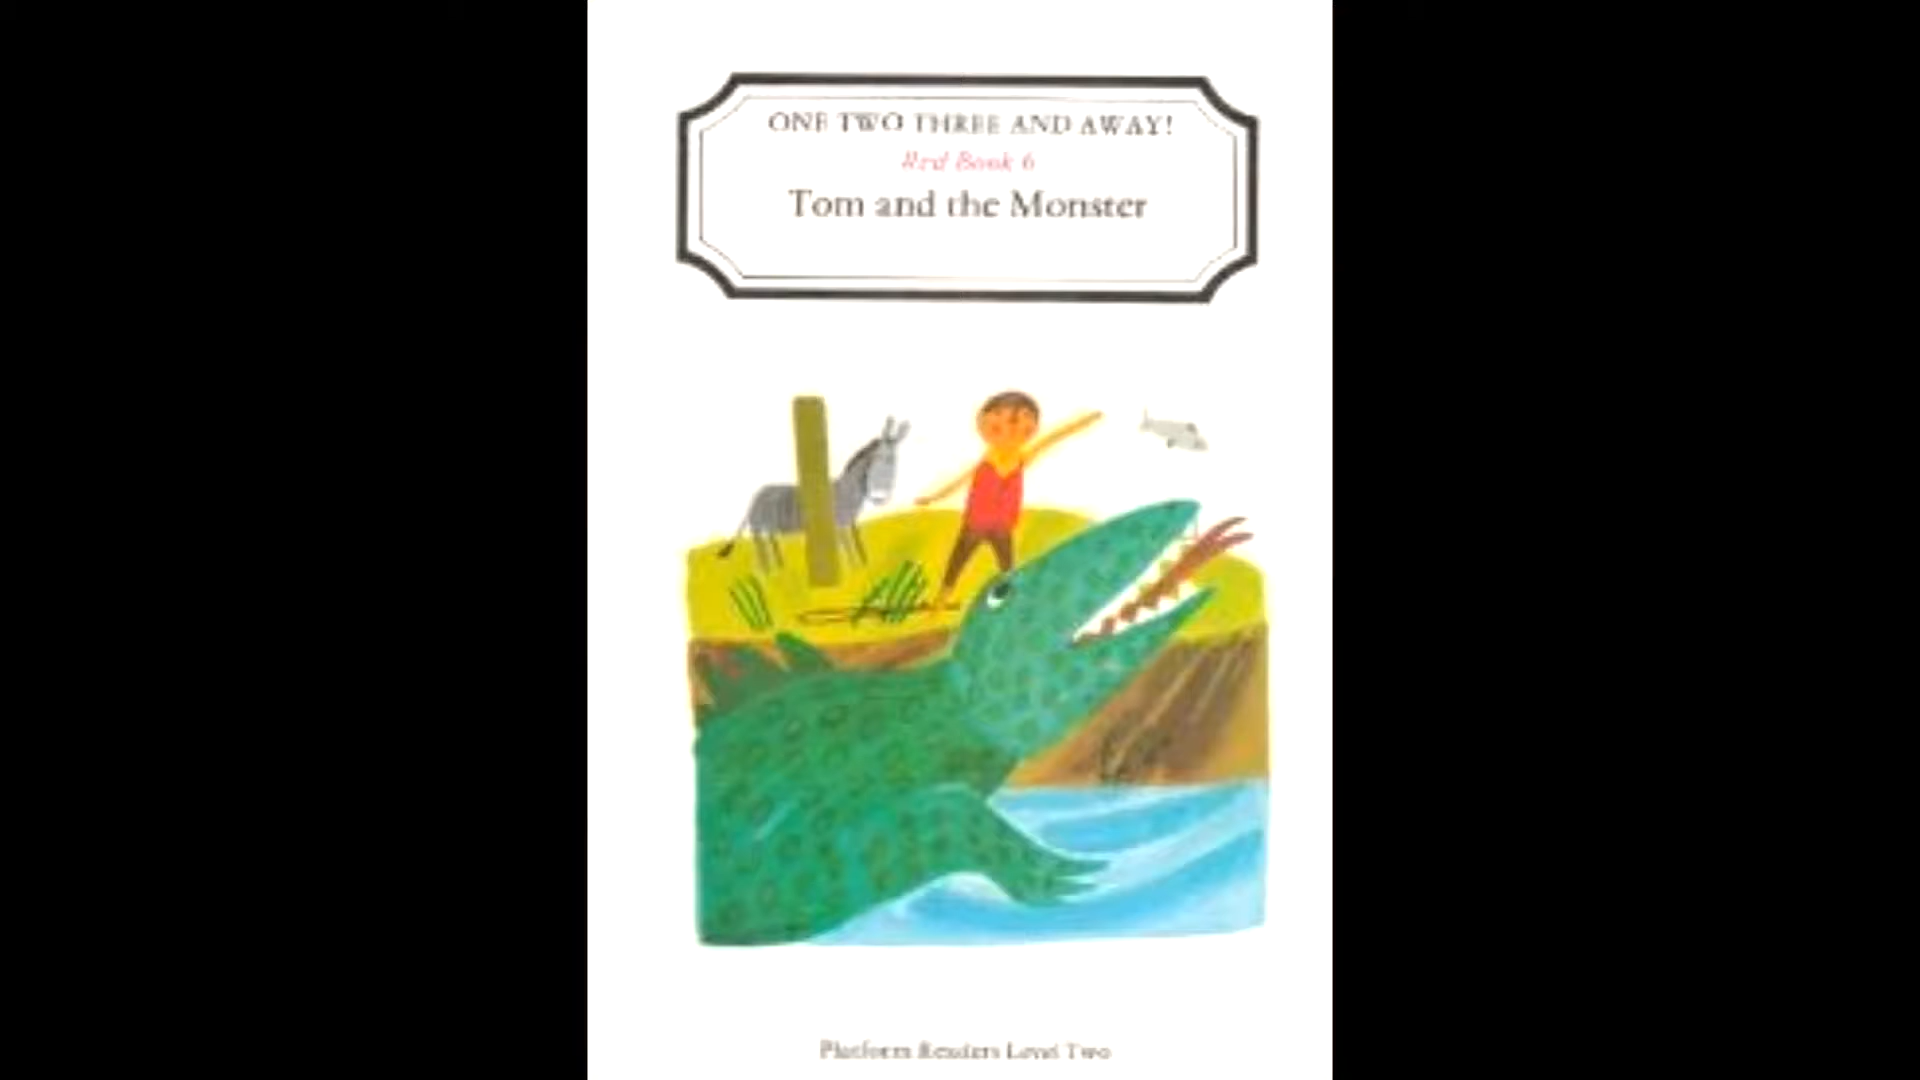 ONE TWO THREE AND AWAY!
Red Book 6
Tom and the Monster
Platform Readers Level Two